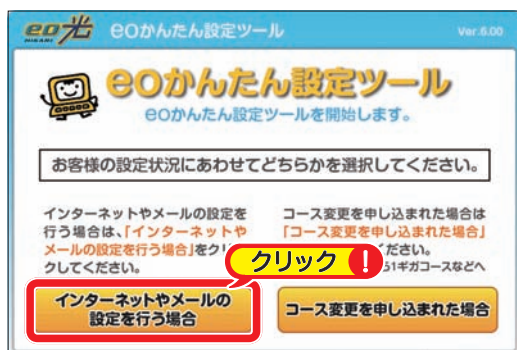 eo光 eOかんたん設定ツール Ver.6.00
HIKARI
eOかんたん設定ツール
eOかんたん設定ツールを開始します。
お客様の設定状況にあわせてどちらかを選択してください。
インターネットやメールの設定を
行う場合は、「インターネットや
メールの設定を行う場合」をクリ
クしてください。
コース変更を申し込まれた場合は
「コース変更を申し込まれた場合」
ださい。
1ギガコースなどへ
クリック !
インターネットやメールの
設定を行う場合
コース変更を申し込まれた場合